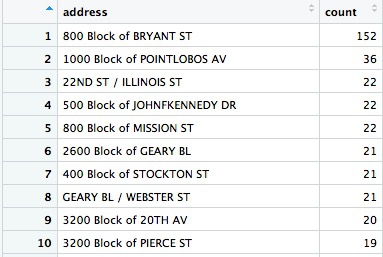 address count
1 800 Block of BRYANT ST 152
2 1000 Block of POINTLOBOS AV 36
3 22ND ST / ILLINOIS ST 22
4 500 Block of JOHNFKENNEDY DR 22
5 800 Block of MISSION ST 22
6 2600 Block of GEARY BL 21
7 400 Block of STOCKTON ST 21
8 GEARY BL / WEBSTER ST 21
9 3200 Block of 20TH AV 20
10 3200 Block of PIERCE ST 19